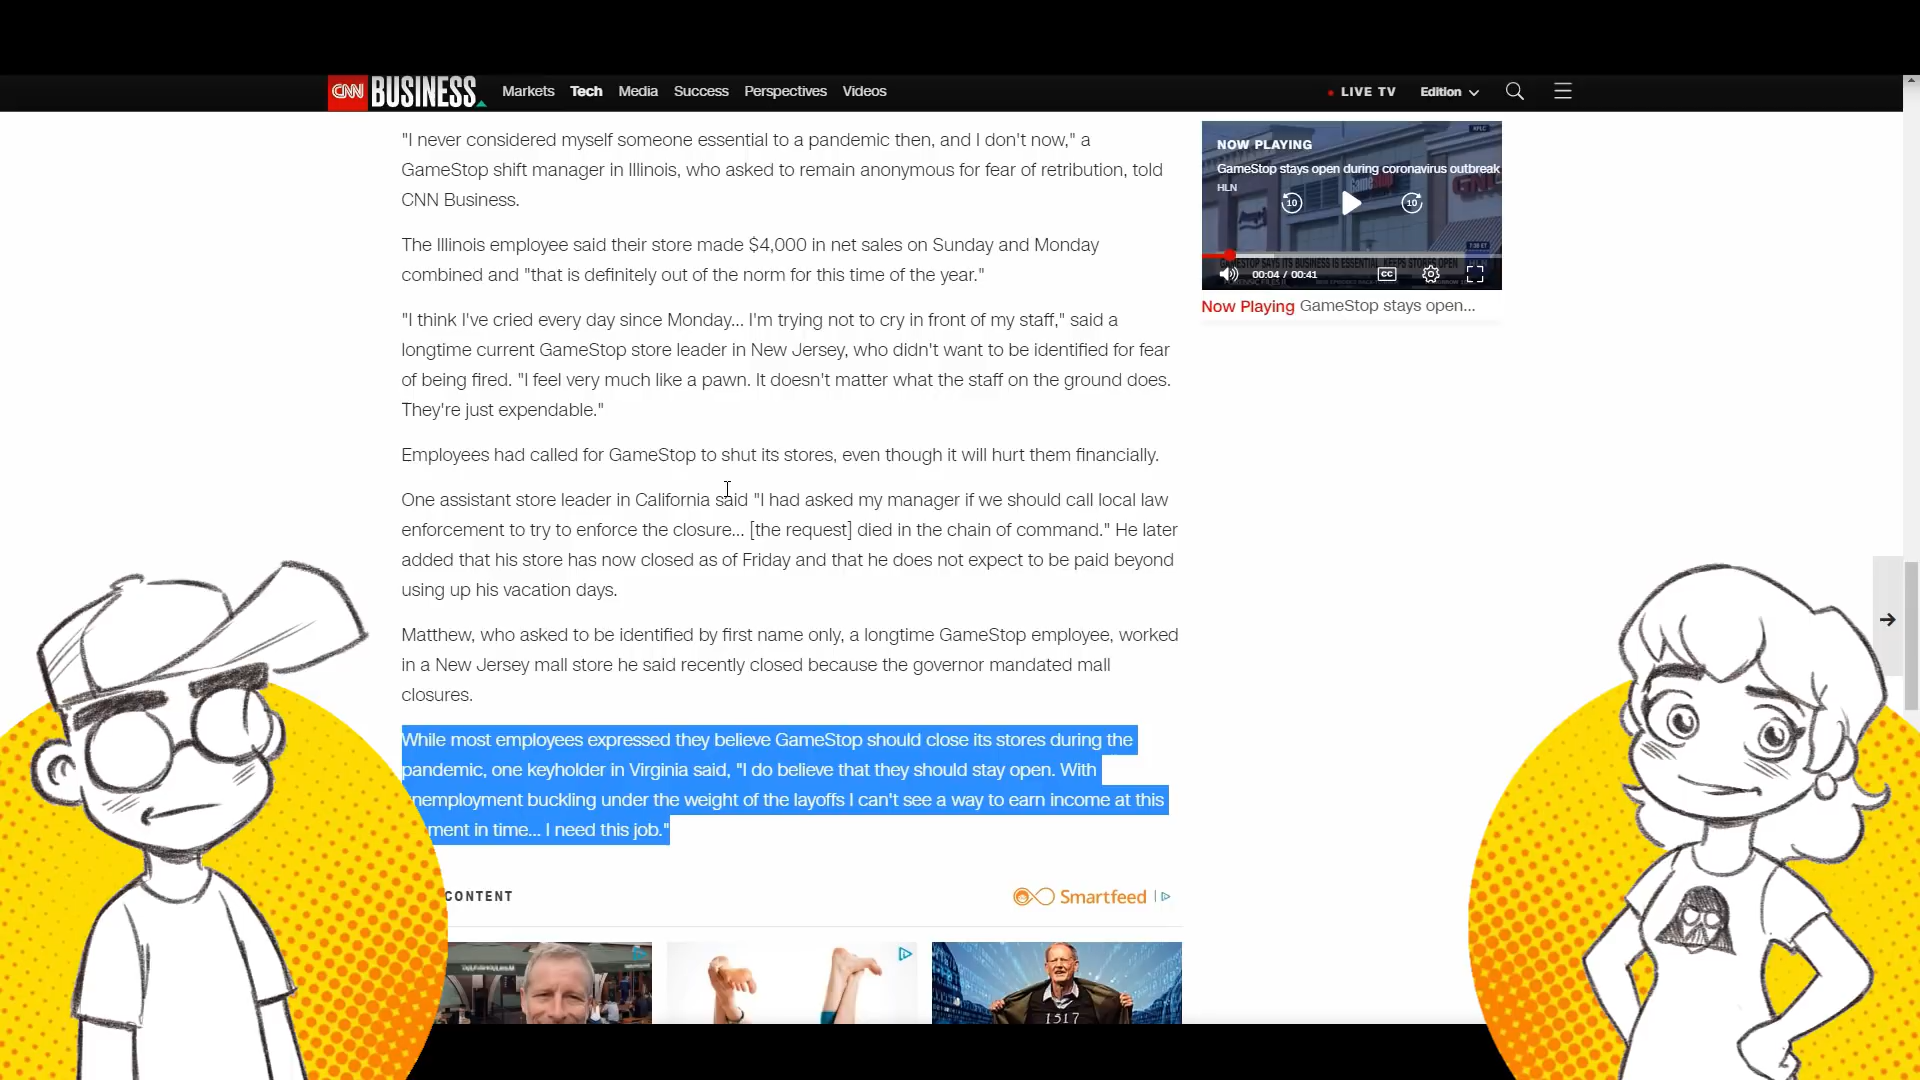 CNN BUSINESS Markets Tech Media Success Perspectives Videos LIVE TV Edition
"I never considered myself someone essential to a pandemic then, and I don't now," a
GameStop shift manager in Illinois, who asked to remain anonymous for fear of retribution, told
CNN Business.
The Illinois employee said their store made $4,000 in net sales on Sunday and Monday
combined and "that is definitely out of the norm for this time of the year."
"I think I've cried every day since Monday... I'm trying not to cry in front of my staff," said a
longtime current GameStop store leader in New Jersey, who didn't want to be identified for fear
of being fired. "I feel very much like a pawn. It doesn't matter what the staff on the ground does.
They're just expendable."
Employees had called for GameStop to shut its stores, even though it will hurt them financially.
One assistant store leader in California said "I had asked my manager if we should call local law
enforcement to try to enforce the closure... [the request] died in the chain of command." He later
added that his store has now closed as of Friday and that he does not expect to be paid beyond
using up his vacation days.
Matthew, who asked to be identified by first name only, a longtime GameStop employee, worked
in a New Jersey mall store he said recently closed because the governor mandated mall
closures.
While most employees expressed they believe GameStop should close its stores during the
pandemic, one keyholder in Virginia said, "I do believe that they should stay open. With
nemployment buckling under the weight of the layoffs I can't see a way to earn income at this
ment in time... I need this job."
CONTENT
Smartfeed
1517
NOW PLAYING
GameStop stays open during coronavirus outbreak
HLN
10 10
GAMESTOP SAYS ITS BUSINESS IS ESSENTIAL, KEEPS STORES OPEN
00:04 / 00:41 CC
Now Playing GameStop stays open...